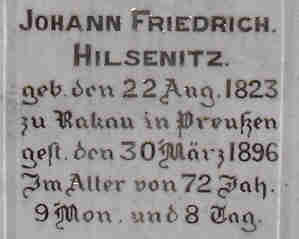 JOHANN FRIEDRICH.
HILSENITZ.
geb. den 22 Aug. 1823
zu Rakau in Preußen
gest. den 30 März 1896
Im Alter von 72 Jah.
9 Mon. und 8 Tag.